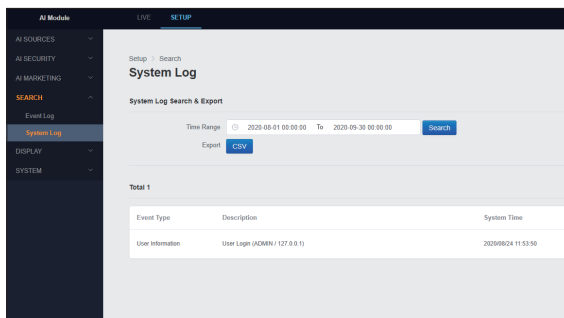 AI Module
LIVE SETUP
AI SOURCES
AI SECURITY
AI MARKETING
SEARCH
Event Log
System Log
DISPLAY
SYSTEM
Setup > Search
System Log
System Log Search & Export
Time Range 2020-08-01 00:00:00 To 2020-09-30 00:00:00 Search
Export CSV
Total 1
Event Type Description System Time
User Information User Login (ADMIN / 127.0.0.1) 2020/08/24 11:53:50